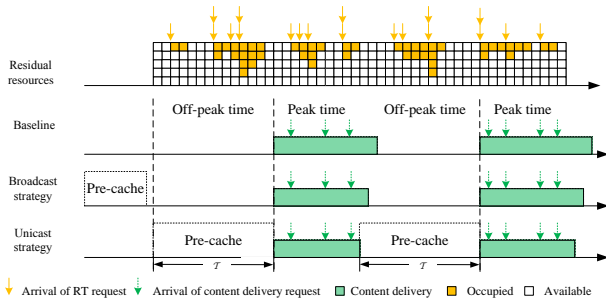 Residual
resources
Off-peak time Peak time Off-peak time Peak time
Baseline
Broadcast
strategy
Pre-cache
Unicast
strategy
Pre-cache Pre-cache
𝒯 𝒯
Arrival of RT request Arrival of content delivery request Content delivery Occupied Available